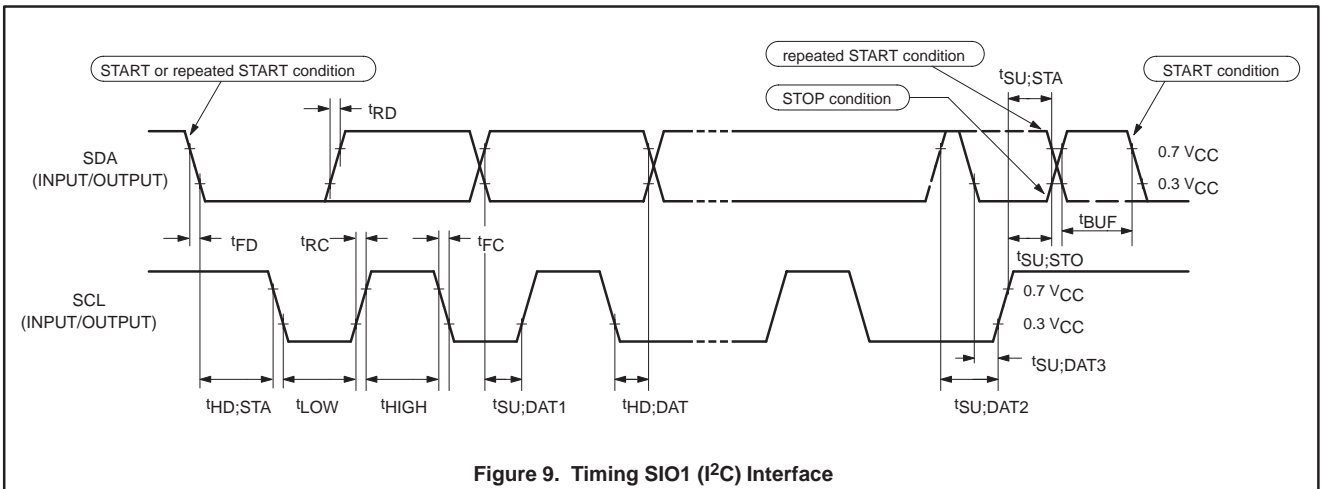 repeated START condition
tSU;STA
START condition
START or repeated START condition
STOP condition
tRD
SDA
(INPUT/OUTPUT)
0.7 VCC
0.3 VCC
tBUF
tFD
tRC
tFC
tSU;STO
SCL
(INPUT/OUTPUT)
0.7 VCC
0.3 VCC
tSU;DAT3
tHD;STA
tLOW
tHIGH
tSU;DAT1
tHD;DAT
tSU;DAT2
Figure 9. Timing SIO1 (I2C) Interface